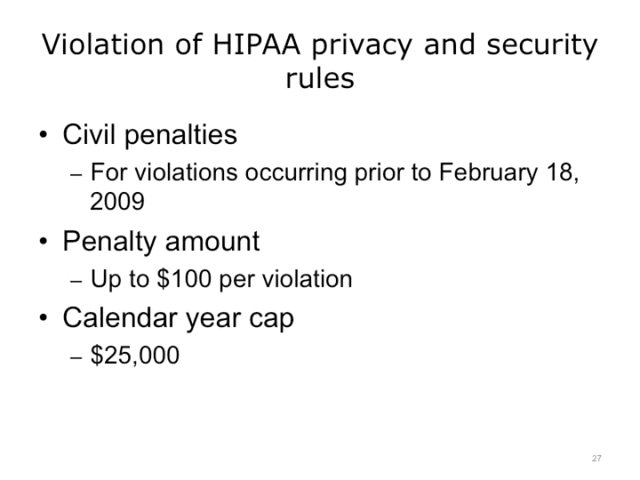 Violation of HIPAA privacy and security
rules
• Civil penalties
– For violations occurring prior to February 18,
2009
• Penalty amount
– Up to $100 per violation
• Calendar year cap
– $25,000
27